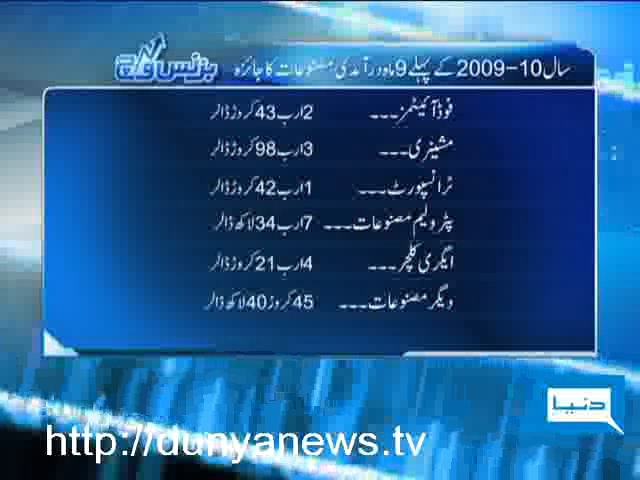 سال 10-2009 کے پہلے 9 ماہ درآمدی مصنوعات کا جائزہ
بزنس واچ
فوڈ آئیٹمز... 2 ارب 43 کروڑ ڈالر
مشینری... 3 ارب 98 کروڑ ڈالر
ٹرانسپورٹ... 1 ارب 42 کروڑ ڈالر
پٹرولیم مصنوعات... 7 ارب 34 لاکھ ڈالر
ایگری کلچر... 4 ارب 21 کروڑ ڈالر
دیگر مصنوعات... 45 کروڑ 40 لاکھ ڈالر
دنیا
http://dunyanews.tv